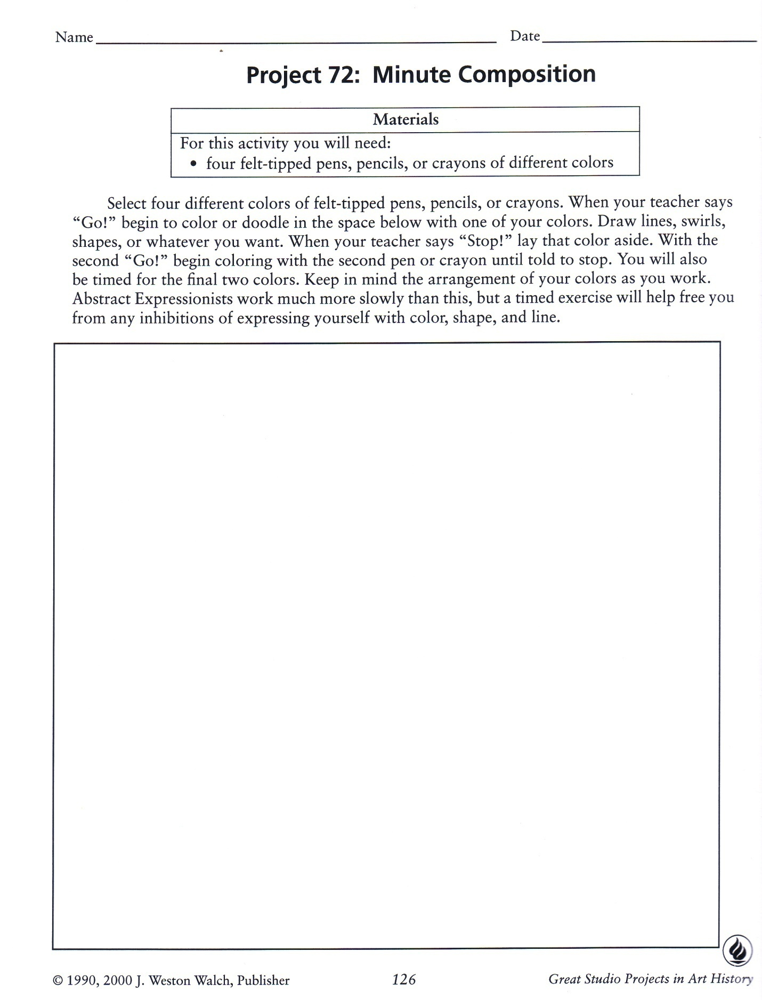 Name Date
Project 72: Minute Composition
Materials
For this activity you will need:
• four felt-tipped pens, pencils, or crayons of different colors
Select four different colors of felt-tipped pens, pencils, or crayons. When your teacher says
“Go!” begin to color or doodle in the space below with one of your colors. Draw lines, swirls,
shapes, or whatever you want. When your teacher says “Stop!” lay that color aside. With the
second “Go!” begin coloring with the second pen or crayon until told to stop. You will also
be timed for the final two colors. Keep in mind the arrangement of your colors as you work.
Abstract Expressionists work much more slowly than this, but a timed exercise will help free you
from any inhibitions of expressing yourself with color, shape, and line.
© 1990, 2000 J. Weston Walch, Publisher 126 Great Studio Projects in Art History